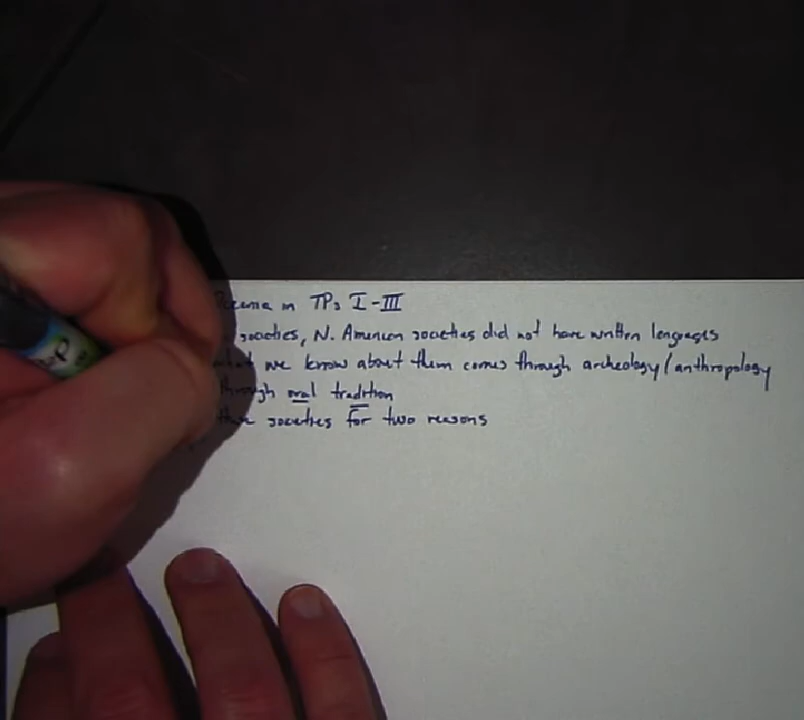 in TPs I-III
societies, N. American societies did not have written languages
we know about them comes through archeology/anthropology
through oral tradition
societies for two reasons